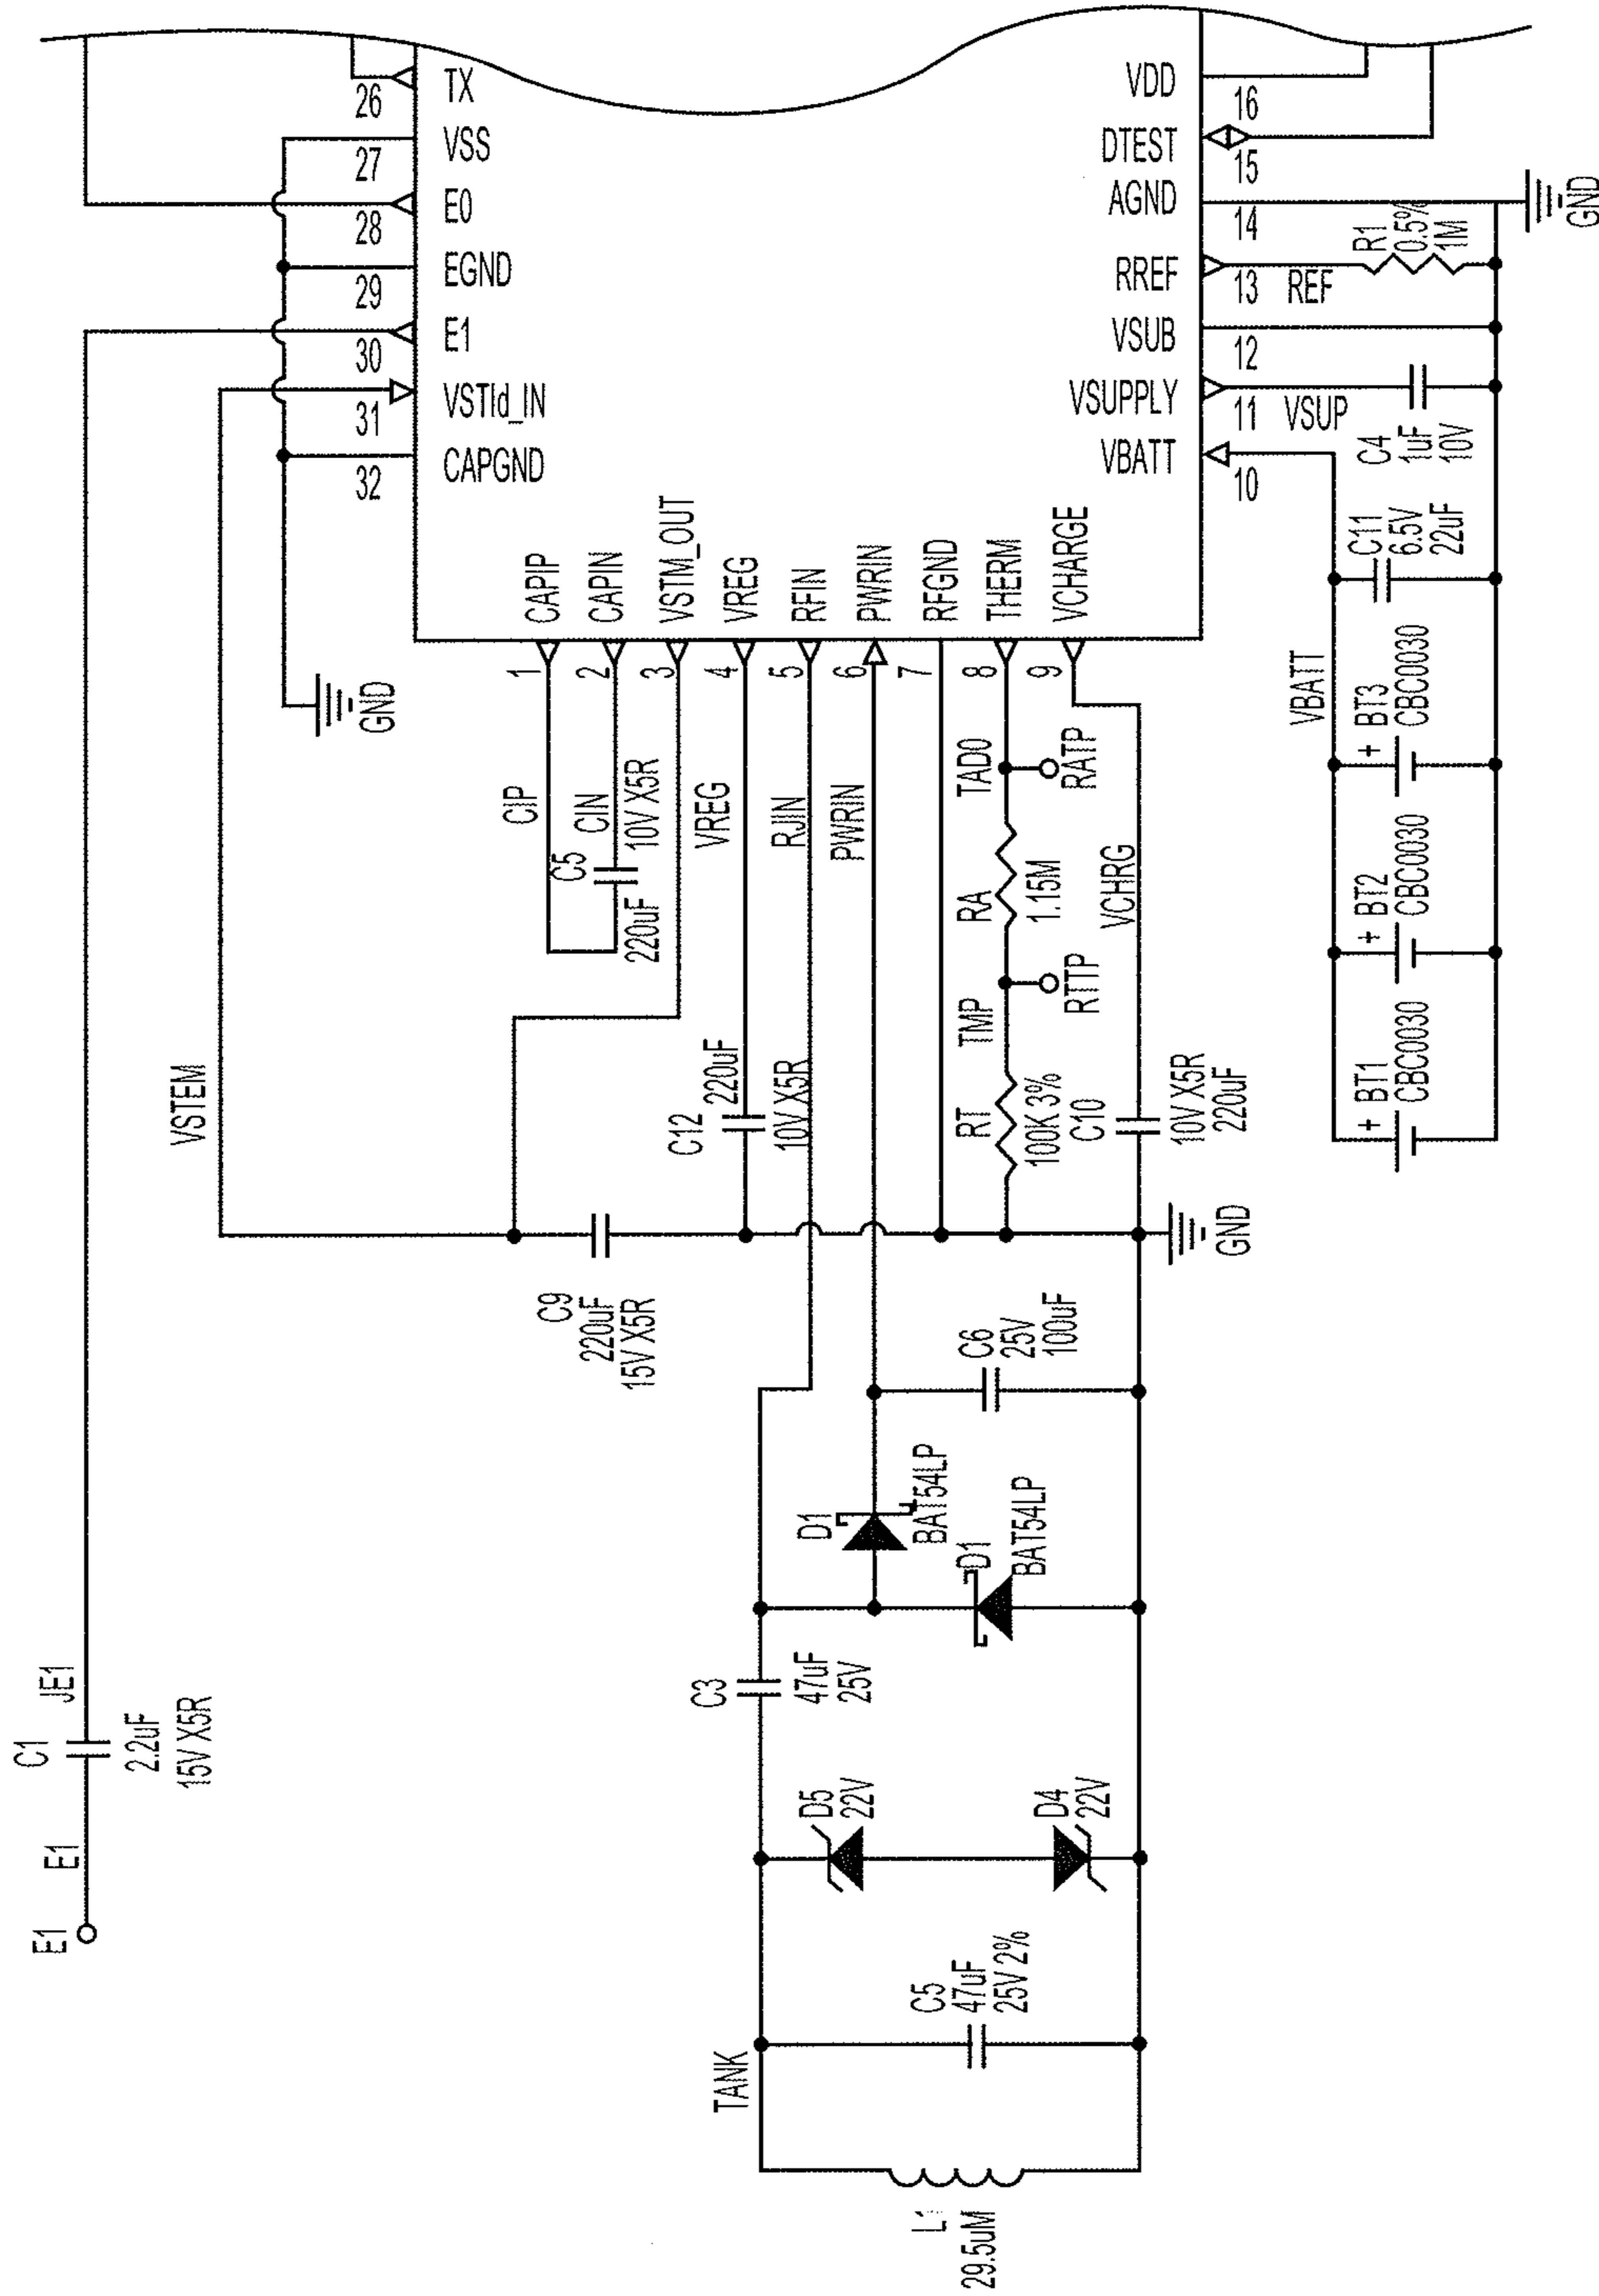 26
TX
27
VSS
28
E0
29
EGND
30
E1
31
VSTId_IN
32
CAPGND
GND
VSTEM
C1
JE1
2.2uF
15V X5R
E1
E1
1
CAPIP
2
CAPIN
3
VSTM_OUT
4
VREG
5
RFIN
6
PWRIN
7
RFGND
8
THERM
9
VCHARGE
CIP
CIN
C5
10V X5R
220uF
VREG
RJIN
PWRIN
C12
220uF
10V X5R
TAD0
RATP
RA
1.15M
RTTP
TMP
RT
100K 3%
VCHRG
C10
10V X5R
220uF
GND
C9
220uF
15V X5R
C6
25V
100uF
D1
BAT54LP
D1
BAT54LP
C3
47uF
25V
D5
22V
D4
22V
C5
47uF
25V 2%
TANK
L1
29.5uM
VDD
16
DTEST
15
AGND
14
RREF
13
REF
VSUB
12
VSUPPLY
11
VSUP
VBATT
10
GND
R1
0.5%
1M
C4
1uF
10V
C11
6.5V
22uF
VBATT
+ BT3
CBC0030
+ BT2
CBC0030
+ BT1
CBC0030